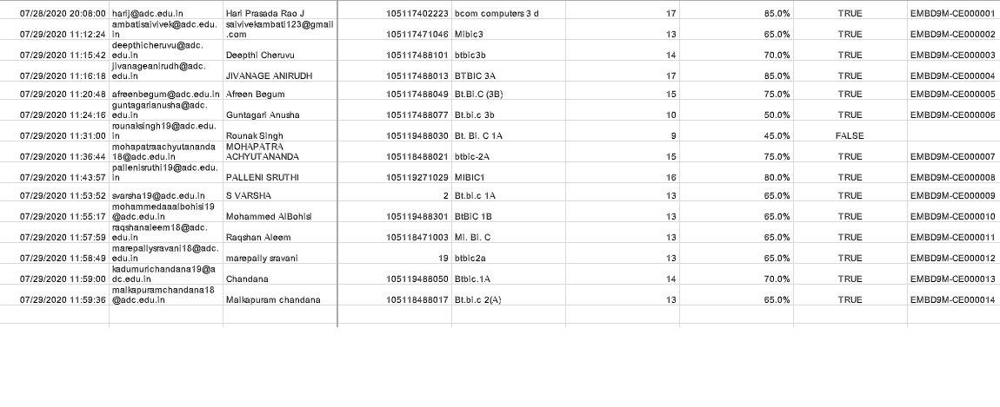 07/28/2020 20:08:00 harij@adc.edu.in Hari Prasada Rao J 105117402223 bcom computers 3 d 17 85.0% TRUE EMBD9M-CE000001
ambatisaivivek@adc.edu. saivivekambati123@gmail
07/29/2020 11:12:24 in .com 105117471046 Mibic3 13 65.0% TRUE EMBD9M-CE000002
deepthicheruvu@adc.
07/29/2020 11:15:42 edu.in Deepthi Cheruvu 105117488101 btbic3b 14 70.0% TRUE EMBD9M-CE000003
jivanageanirudh@adc.
07/29/2020 11:16:18 edu.in JIVANAGE ANIRUDH 105117488013 BTBIC 3A 17 85.0% TRUE EMBD9M-CE000004
07/29/2020 11:20:48 afreenbegum@adc.edu.in Afreen Begum 105117488049 Bt.Bi.C (3B) 15 75.0% TRUE EMBD9M-CE000005
guntagarianusha@adc.
07/29/2020 11:24:16 edu.in Guntagari Anusha 105117488077 Bt.bi.c 3b 10 50.0% TRUE EMBD9M-CE000006
rounaksingh19@adc.edu.
07/29/2020 11:31:00 in Rounak Singh 105119488030 Bt. Bi. C 1A 9 45.0% FALSE
mohapatraachyutananda MOHAPATRA
07/29/2020 11:36:44 18@adc.edu.in ACHYUTANANDA 105118488021 btbic-2A 15 75.0% TRUE EMBD9M-CE000007
pallenisruthi19@adc.edu.
07/29/2020 11:43:57 in PALLENI SRUTHI 105119271029 MIBIC1 16 80.0% TRUE EMBD9M-CE000008
07/29/2020 11:53:52 svarsha19@adc.edu.in S VARSHA 2 Bt.bi.c 1A 13 65.0% TRUE EMBD9M-CE000009
mohammedaaalbohisi19
07/29/2020 11:55:17 @adc.edu.in Mohammed AlBohisi 105119488301 BtBiC 1B 13 65.0% TRUE EMBD9M-CE000010
raqshanaleem18@adc.
07/29/2020 11:57:59 edu.in Raqshan Aleem 105118471003 Mi. Bi. C 13 65.0% TRUE EMBD9M-CE000011
marepallysravani18@adc.
07/29/2020 11:58:49 edu.in marepally sravani 19 btbic2a 13 65.0% TRUE EMBD9M-CE000012
kadumurichandana19@a
07/29/2020 11:59:00 dc.edu.in Chandana 105119488050 Btbic.1A 14 70.0% TRUE EMBD9M-CE000013
malkapuramchandana18
07/29/2020 11:59:36 @adc.edu.in Malkapuram chandana 105118488017 Bt.bi.c 2(A) 13 65.0% TRUE EMBD9M-CE000014